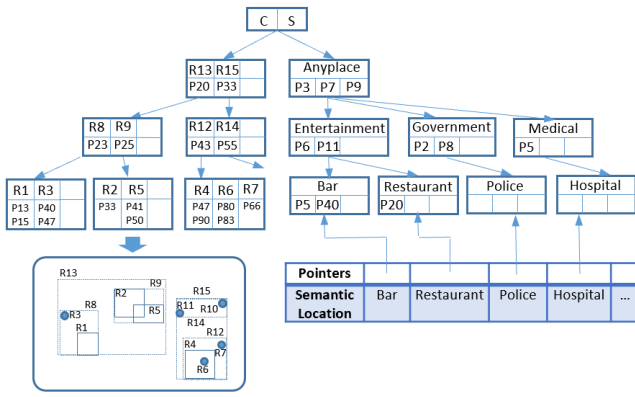 C S
R13 R15
P20 P33
Anyplace
P3 P7 P9
R8 R9
P23 P25
R12 R14
P43 P55
Entertainment
P6 P11
Government
P2 P8
Medical
P5
R1 R3
P13 P40
P15 P47
R2 R5
P33 P41
P50
R4 R6 R7
P47 P80 P66
P90 P83
Bar
P5 P40
Restaurant
P20
Police
Hospital
R13
R9
R8
R2
R5
R3
R1
R15
R11 R10
R14
R12
R4
R7
R6
Pointers
Semantic Bar Restaurant Police Hospital ...
Location